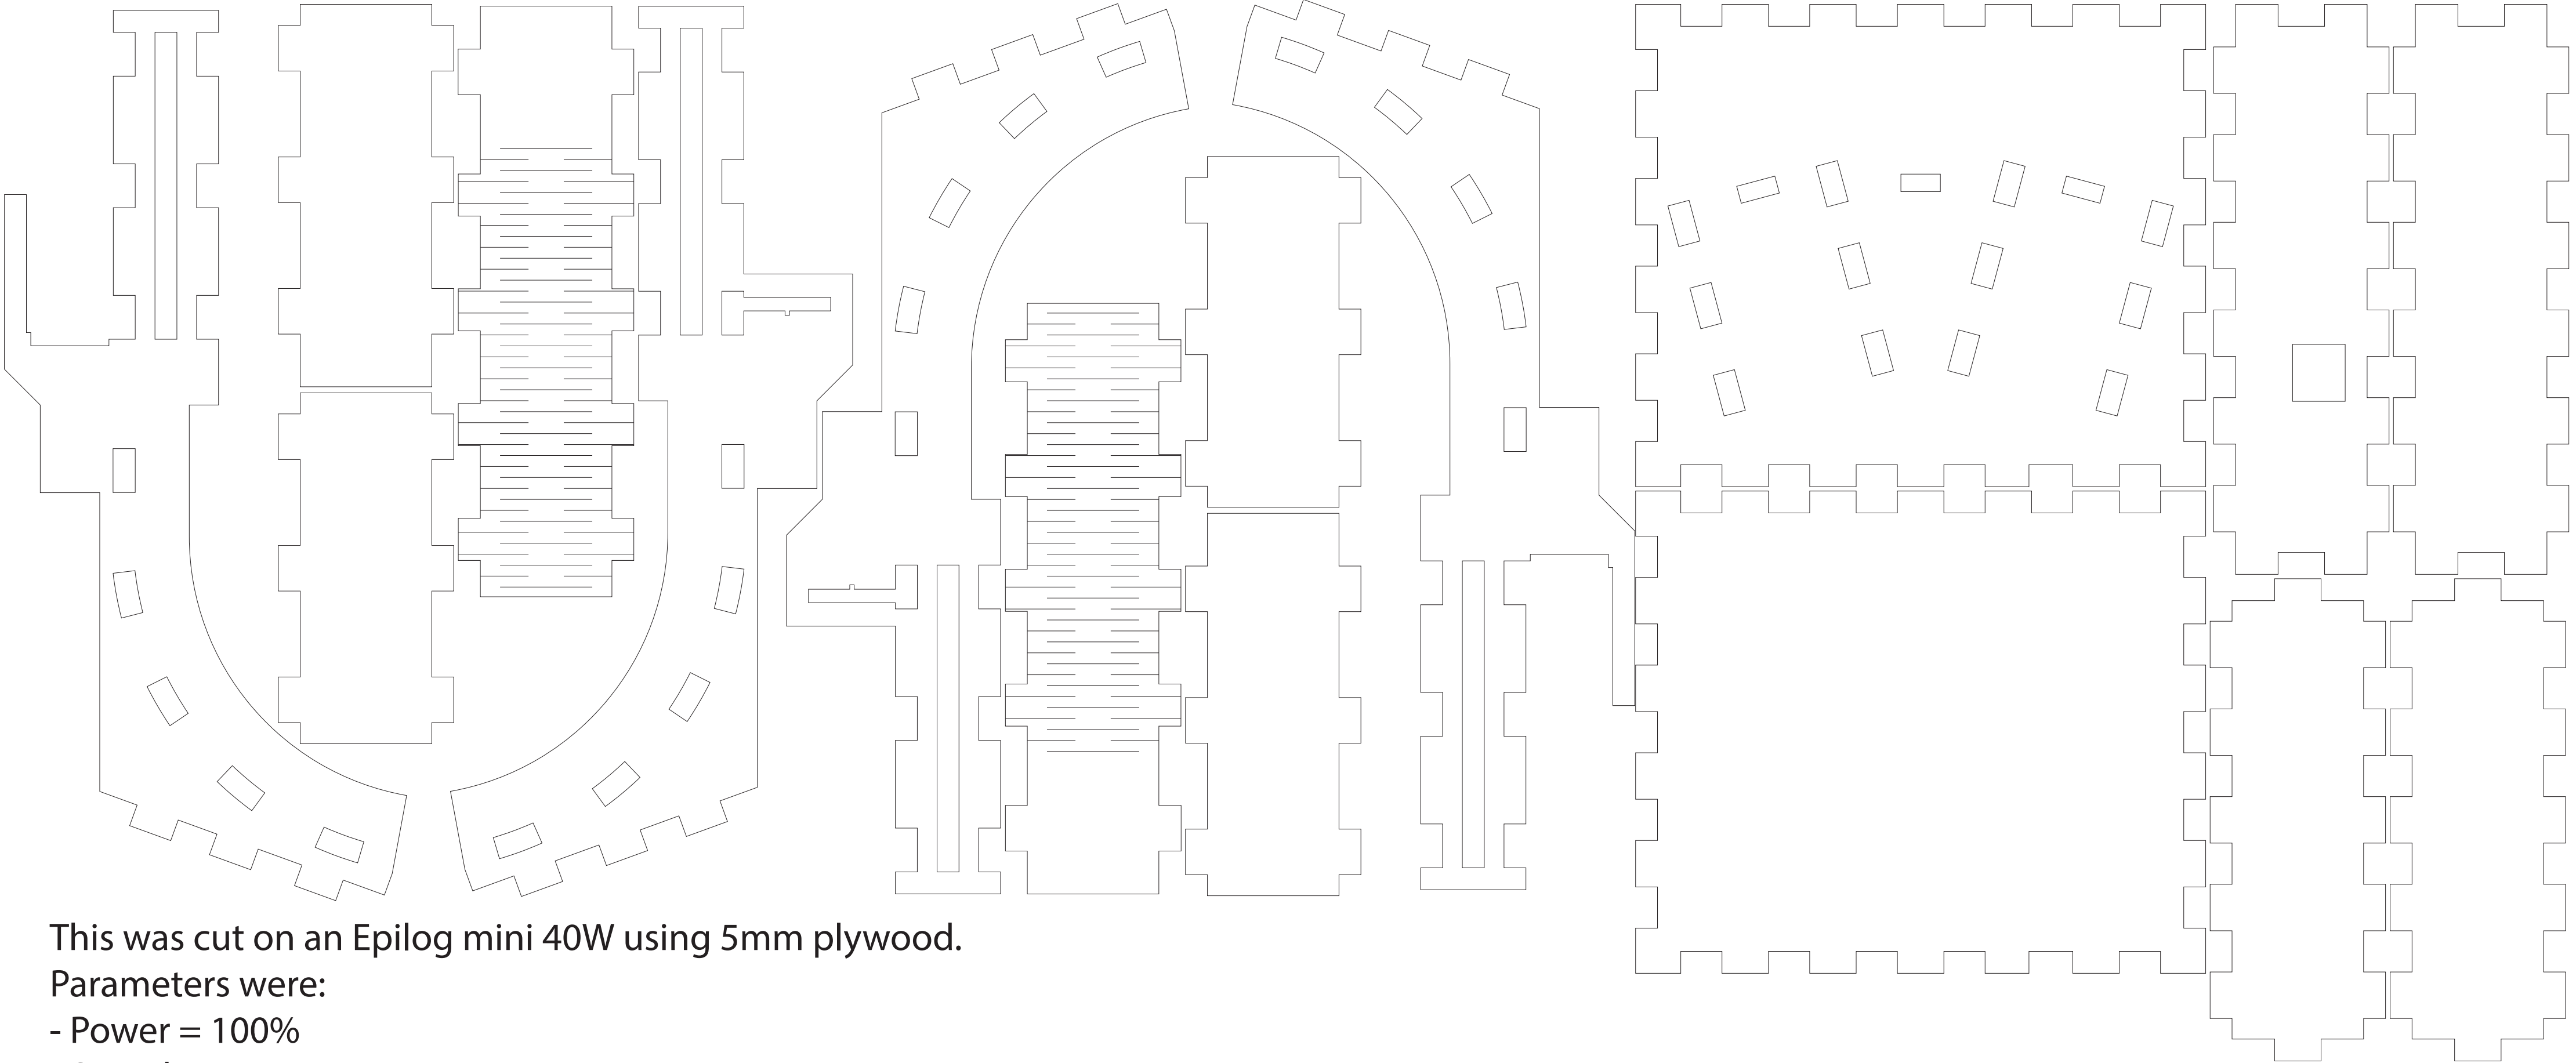 This was cut on an Epilog mini 40W using 5mm plywood.
Parameters were:
- Power = 100%